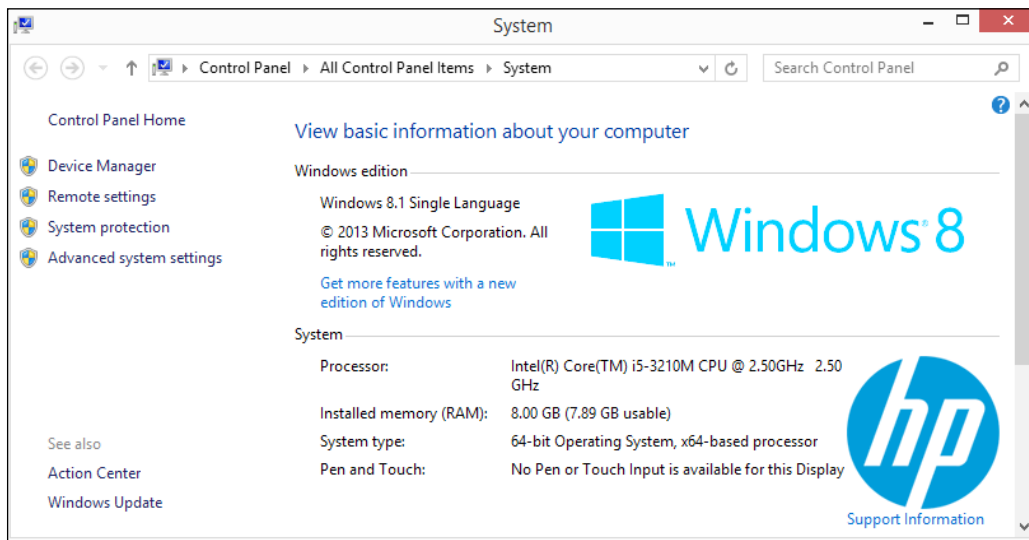 System
Control Panel All Control Panel Items System
Search Control Panel
Control Panel Home
Device Manager
Remote settings
System protection
Advanced system settings
See also
Action Center
Windows Update
View basic information about your computer
Windows edition
Windows 8.1 Single Language
© 2013 Microsoft Corporation. All
rights reserved.
Get more features with a new
edition of Windows
Windows® 8
™
System
Processor: Intel(R) Core(TM) i5-3210M CPU @ 2.50GHz 2.50
GHz
Installed memory (RAM): 8.00 GB (7.89 GB usable)
System type: 64-bit Operating System, x64-based processor
Pen and Touch: No Pen or Touch Input is available for this Display
hp
Support Information